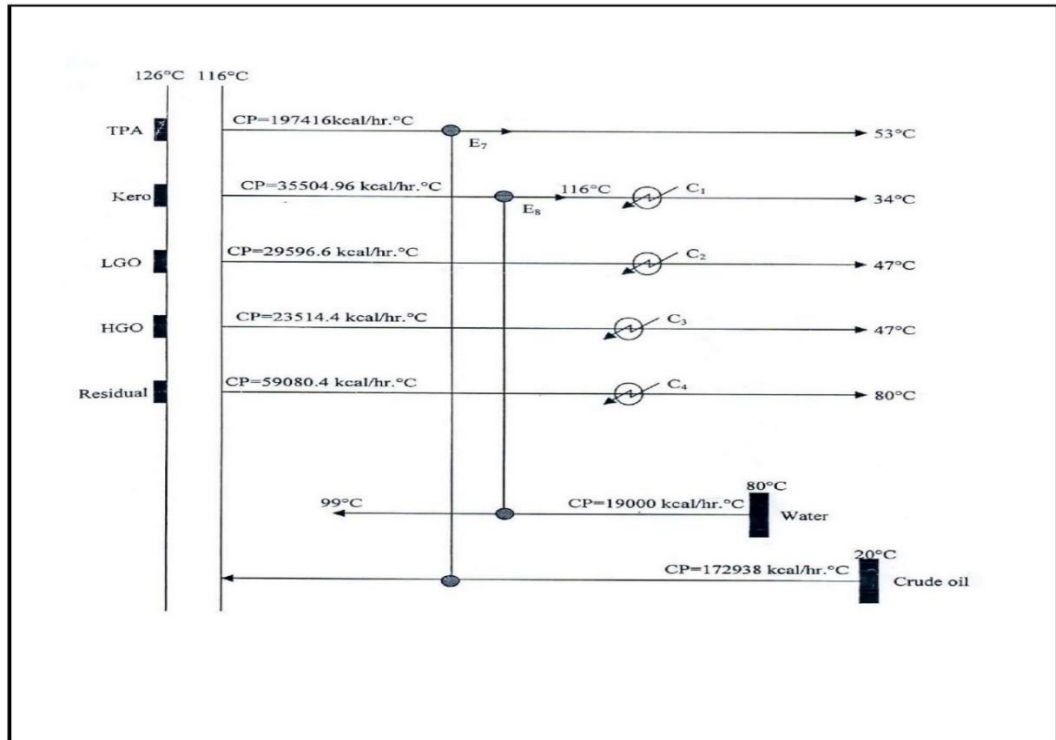 126°C 116°C
TPA CP=197416kcal/hr.°C E₇ 53°C
Kero CP=35504.96 kcal/hr.°C E₈ 116°C C₁ 34°C
LGO CP=29596.6 kcal/hr.°C C₂ 47°C
HGO CP=23514.4 kcal/hr.°C C₃ 47°C
Residual CP=59080.4 kcal/hr.°C C₄ 80°C
80°C
99°C CP=19000 kcal/hr.°C Water
20°C
CP=172938 kcal/hr.°C Crude oil